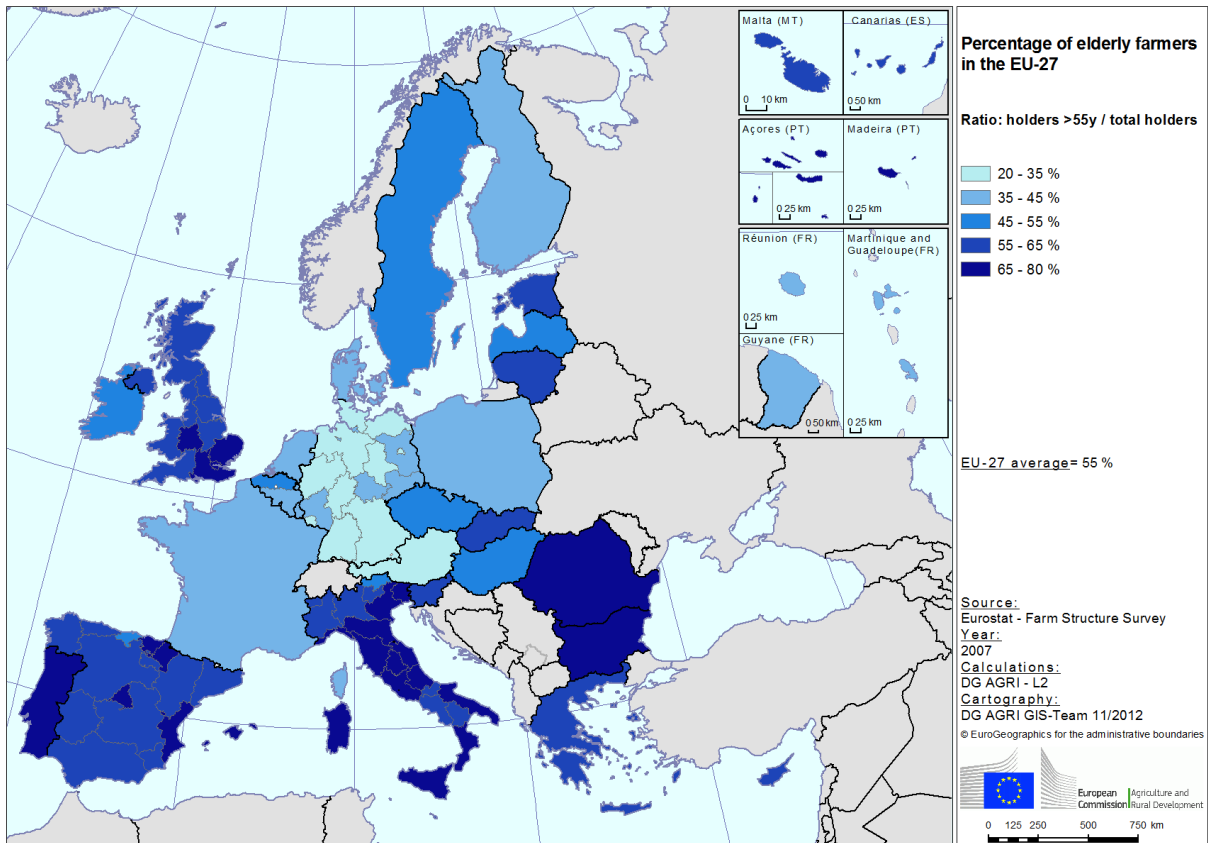 Malta (MT)
0 10 km
Canarias (ES)
0 50 km
Açores (PT)
0 25 km
Madeira (PT)
0 25 km
Réunion (FR)
0 25 km
Martinique and
Guadeloupe(FR)
0 25 km
Guyane (FR)
0 50 km
Percentage of elderly farmers
in the EU-27
Ratio: holders >55y / total holders
20 - 35 %
35 - 45 %
45 - 55 %
55 - 65 %
65 - 80 %
EU-27 average= 55 %
Source:
Eurostat - Farm Structure Survey
Year:
2007
Calculations:
DG AGRI - L2
Cartography:
DG AGRI GIS-Team 11/2012
© EuroGeographics for the administrative boundaries
European
Commission
Agriculture and
Rural Development
0 125 250 500 750 km